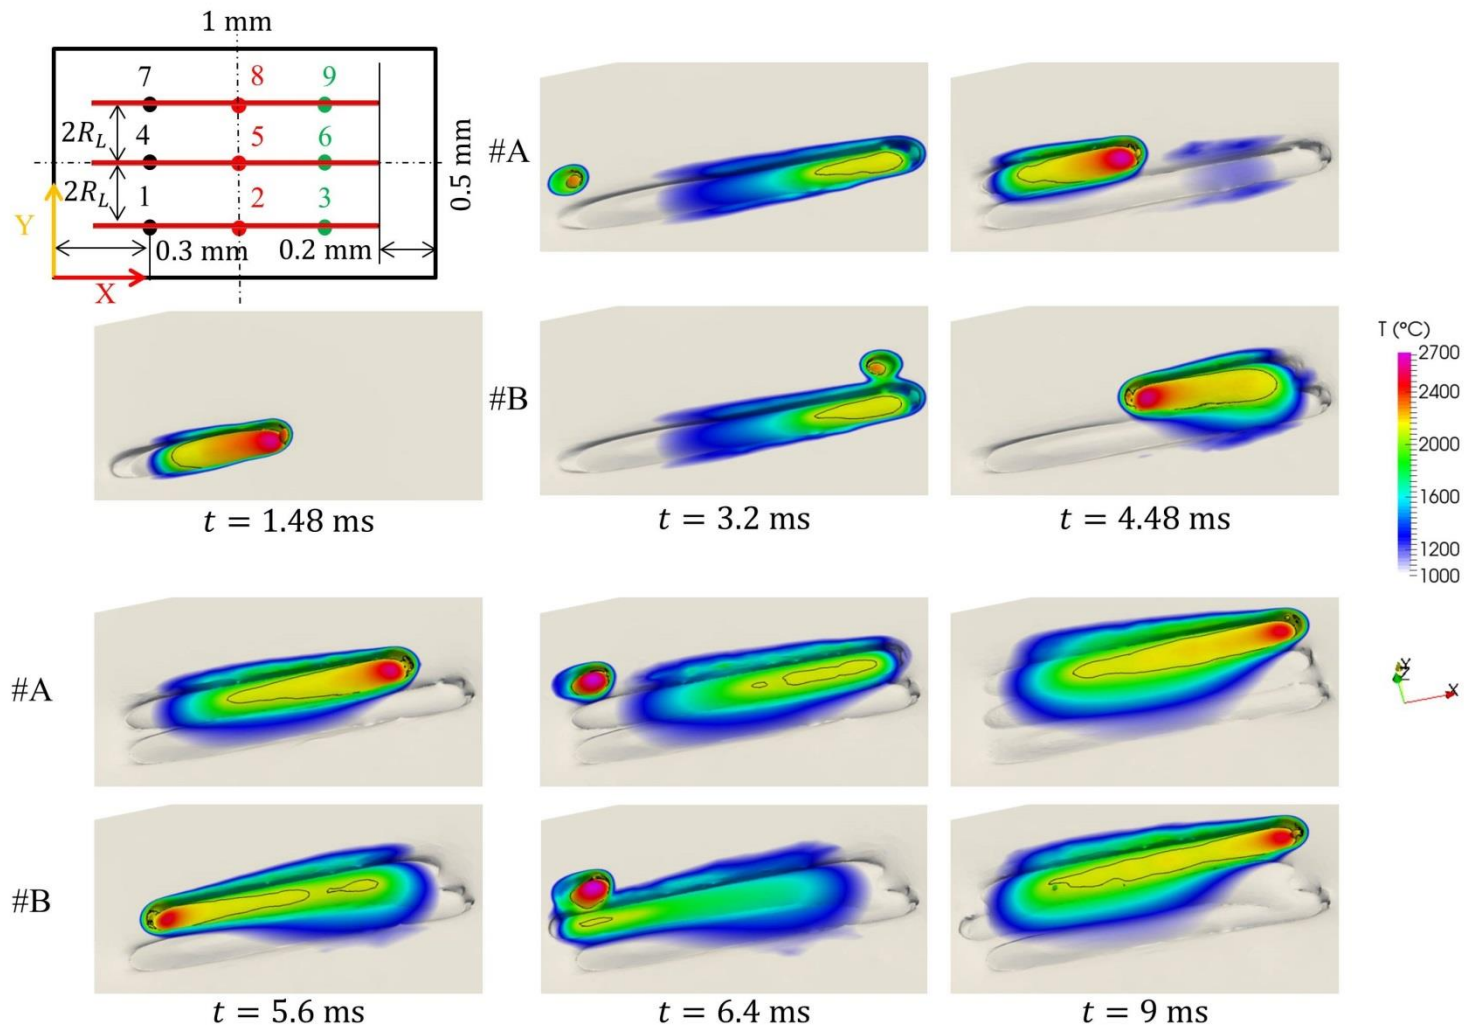 1 mm
7 8 9
2R_L 4 5 6
2R_L 1 2 3
Y
0.3 mm 0.2 mm
X
0.5 mm
#A
#B
T (°C)
2700
2400
2000
1600
1200
1000
t = 1.48 ms
t = 3.2 ms
t = 4.48 ms
#A
Y
Z
X
#B
t = 5.6 ms
t = 6.4 ms
t = 9 ms